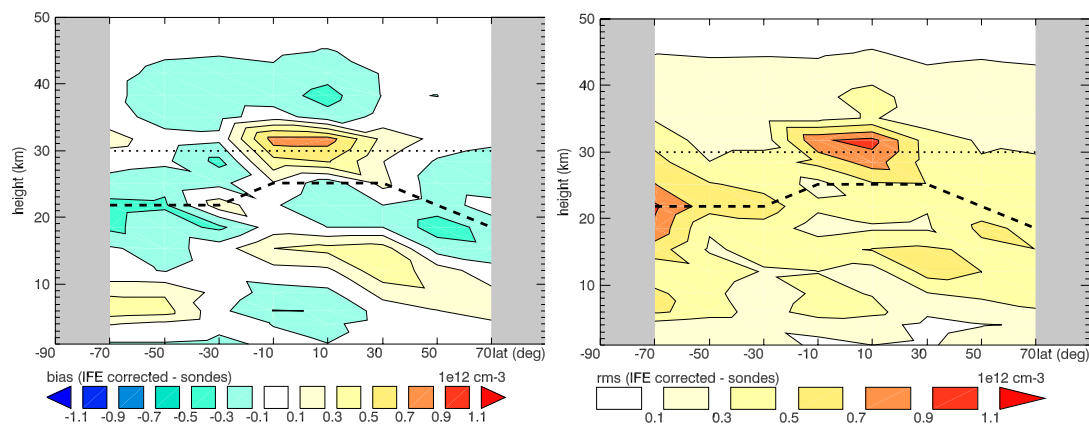 50
40
30
20
10
height (km)
-90 -70 -50 -30 -10 10 30 50 70 lat (deg)
bias (IFE corrected - sondes) 1e12 cm-3
-1.1 -0.9 -0.7 -0.5 -0.3 -0.1 0.1 0.3 0.5 0.7 0.9 1.1
50
40
30
20
10
height (km)
-90 -70 -50 -30 -10 10 30 50 70 lat (deg)
rms (IFE corrected - sondes) 1e12 cm-3
0.1 0.3 0.5 0.7 0.9 1.1